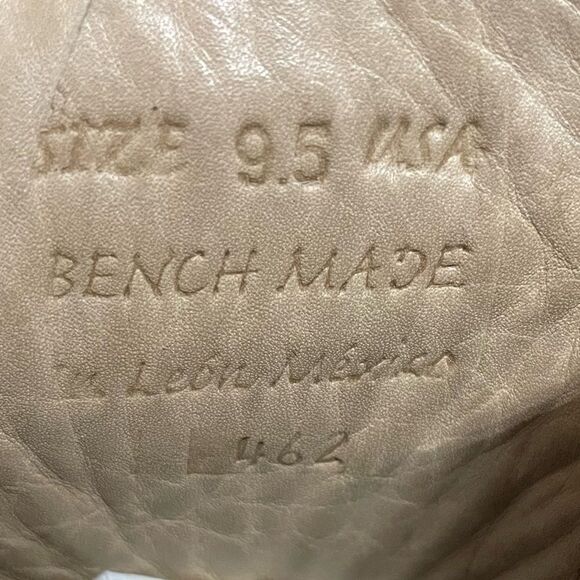 SIZE 9.5 USA
BENCH MADE
In León México
462